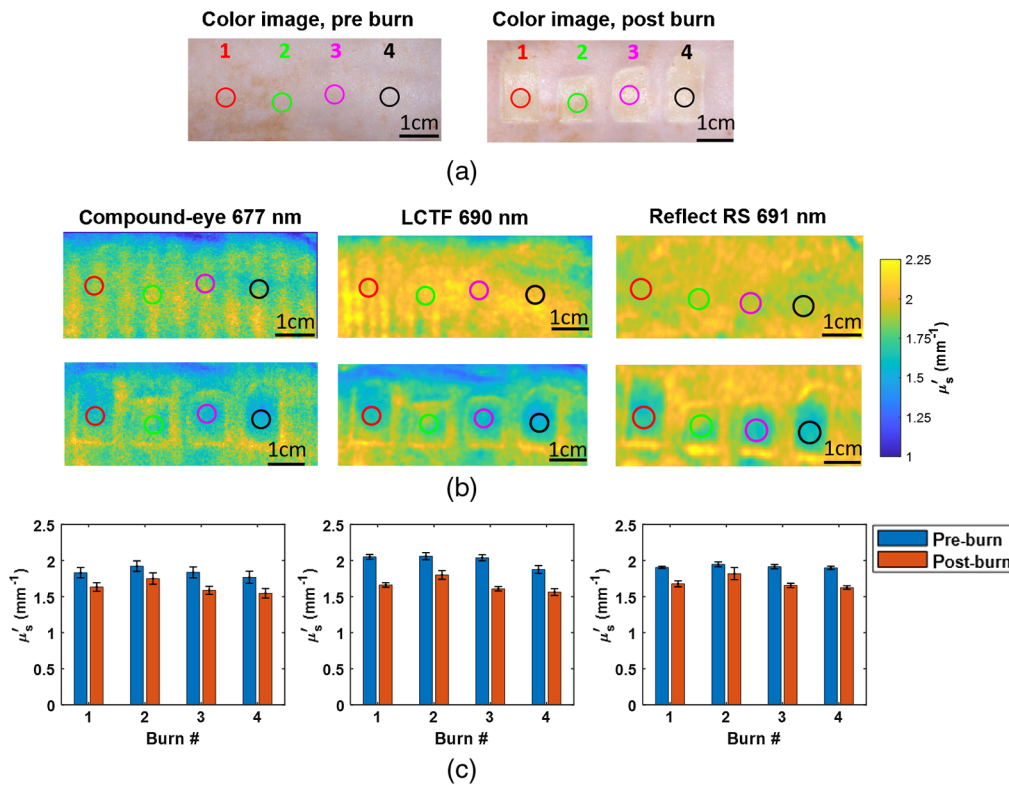 Color image, pre burn
Color image, post burn
1 2 3 4
1cm
1 2 3 4
1cm
(a)
Compound-eye 677 nm
LCTF 690 nm
Reflect RS 691 nm
1cm
1cm
1cm
1cm
1cm
1cm
2.25
2
1.75
1.5
1.25
1
μ′s (mm-1)
(b)
2.5
2
1.5
1
0.5
0
μ′s (mm-1)
1 2 3 4
Burn #
2.5
2
1.5
1
0.5
0
μ′s (mm-1)
1 2 3 4
Burn #
2.5
2
1.5
1
0.5
0
μ′s (mm-1)
1 2 3 4
Burn #
Pre-burn
Post-burn
(c)